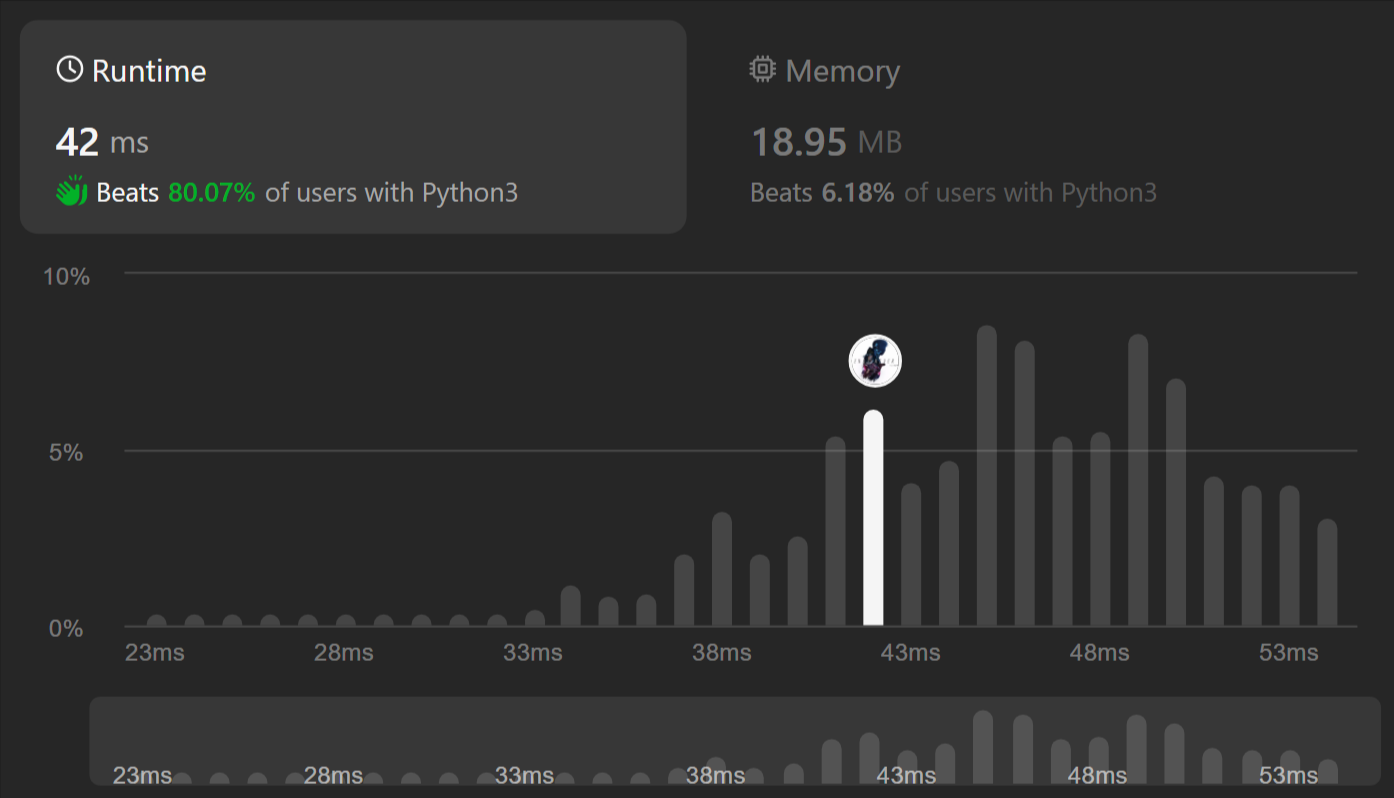 Runtime
42 ms
Beats 80.07% of users with Python3
Memory
18.95 MB
Beats 6.18% of users with Python3
10%
5%
0%
23ms 28ms 33ms 38ms 43ms 48ms 53ms
23ms 28ms 33ms 38ms 43ms 48ms 53ms